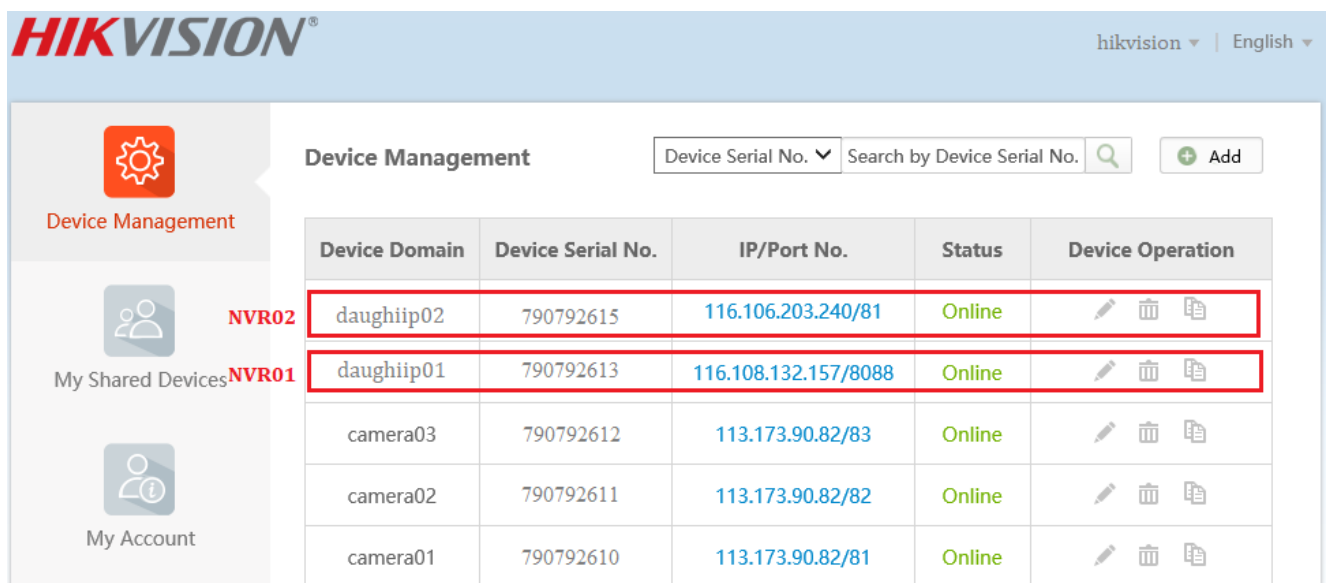 HIKVISION®
hikvision | English
Device Management
Device Serial No. Search by Device Serial No. Add
Device Management
Device Domain Device Serial No. IP/Port No. Status Device Operation
NVR02 daughiip02 790792615 116.106.203.240/81 Online
My Shared Devices NVR01 daughiip01 790792613 116.108.132.157/8088 Online
camera03 790792612 113.173.90.82/83 Online
camera02 790792611 113.173.90.82/82 Online
My Account
camera01 790792610 113.173.90.82/81 Online